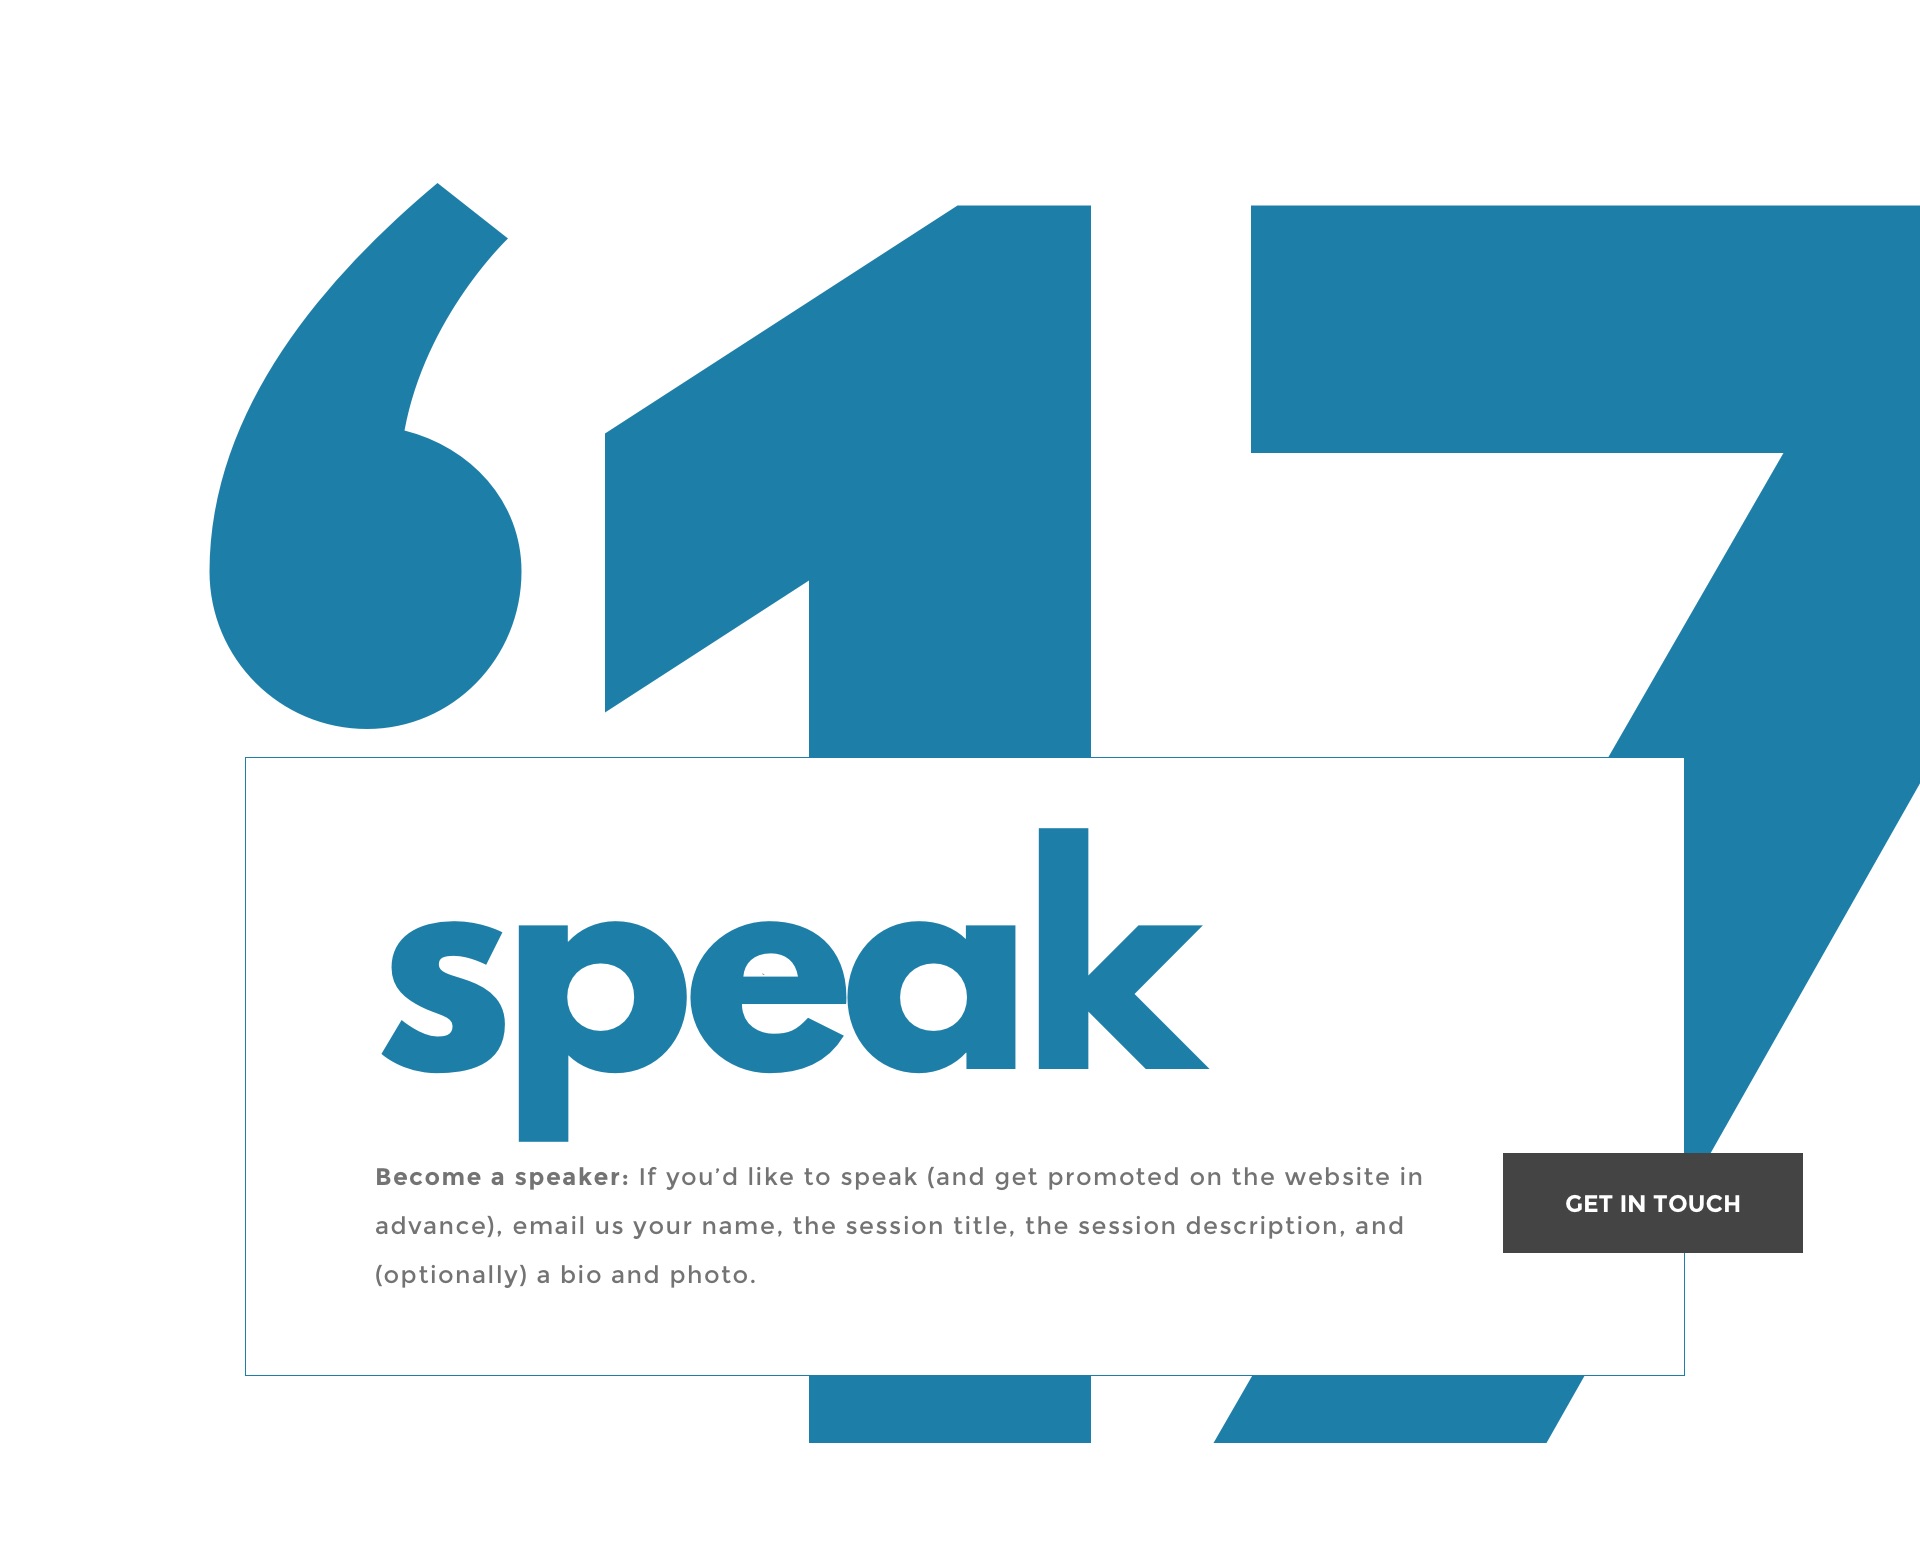 ‘17
speak
Become a speaker: If you’d like to speak (and get promoted on the website in
advance), email us your name, the session title, the session description, and
(optionally) a bio and photo.
GET IN TOUCH